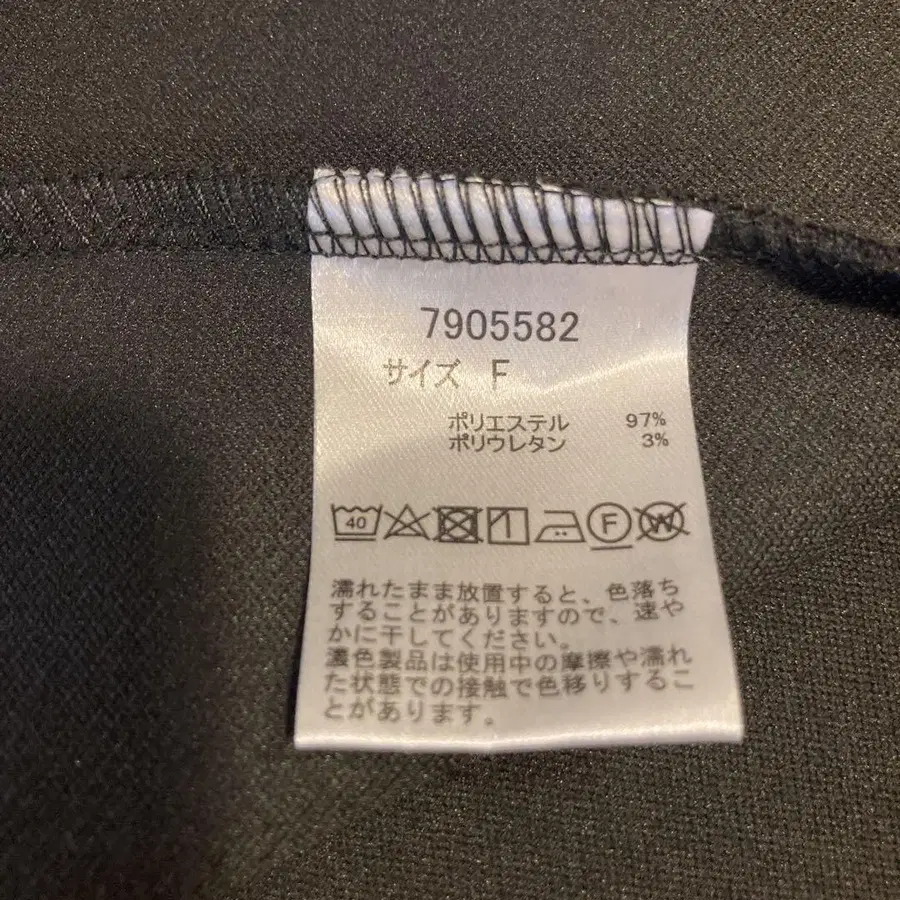 7905582
サイズ F
ポリエステル 97%
ポリウレタン 3%
40 F W
濡れたまま放置すると、色落ち
することがありますので、速や
かに干してください。
濃色製品は使用中の摩擦や濡れ
た状態での接触で色移りするこ
とがあります。